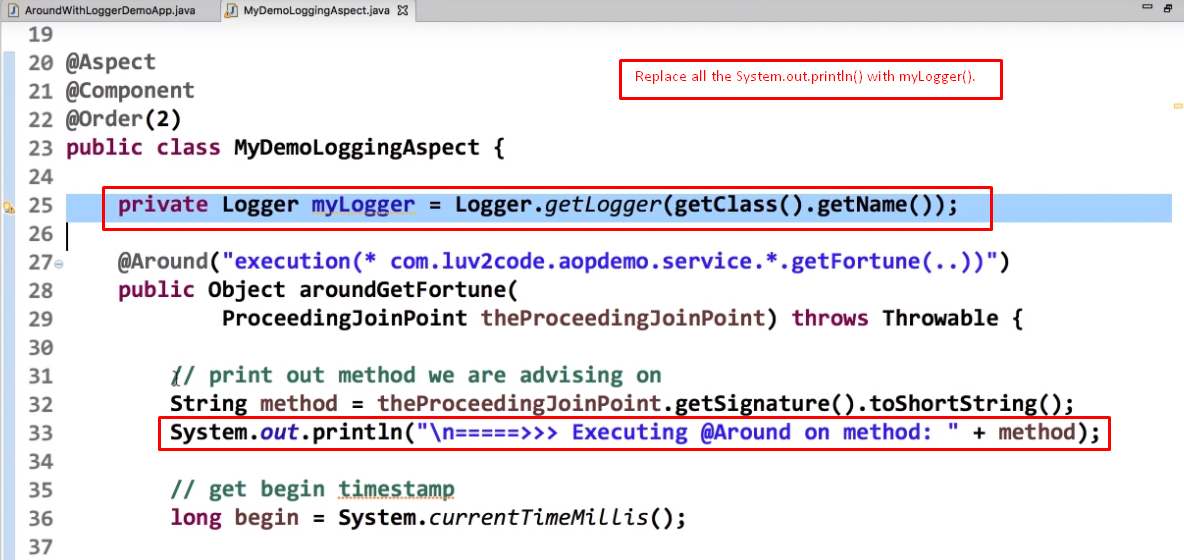 AroundWithLoggerDemoApp.java MyDemoLoggingAspect.java
19
20 @Aspect
Replace all the System.out.println() with myLogger().
21 @Component
22 @Order(2)
23 public class MyDemoLoggingAspect {
24
25 private Logger myLogger = Logger.getLogger(getClass().getName());
26
27 @Around("execution(* com.luv2code.aopdemo.service.*.getFortune(..))")
28 public Object aroundGetFortune(
29 ProceedingJoinPoint theProceedingJoinPoint) throws Throwable {
30
31 // print out method we are advising on
32 String method = theProceedingJoinPoint.getSignature().toShortString();
33 System.out.println("\n=====>>> Executing @Around on method: " + method);
34
35 // get begin timestamp
36 long begin = System.currentTimeMillis();
37